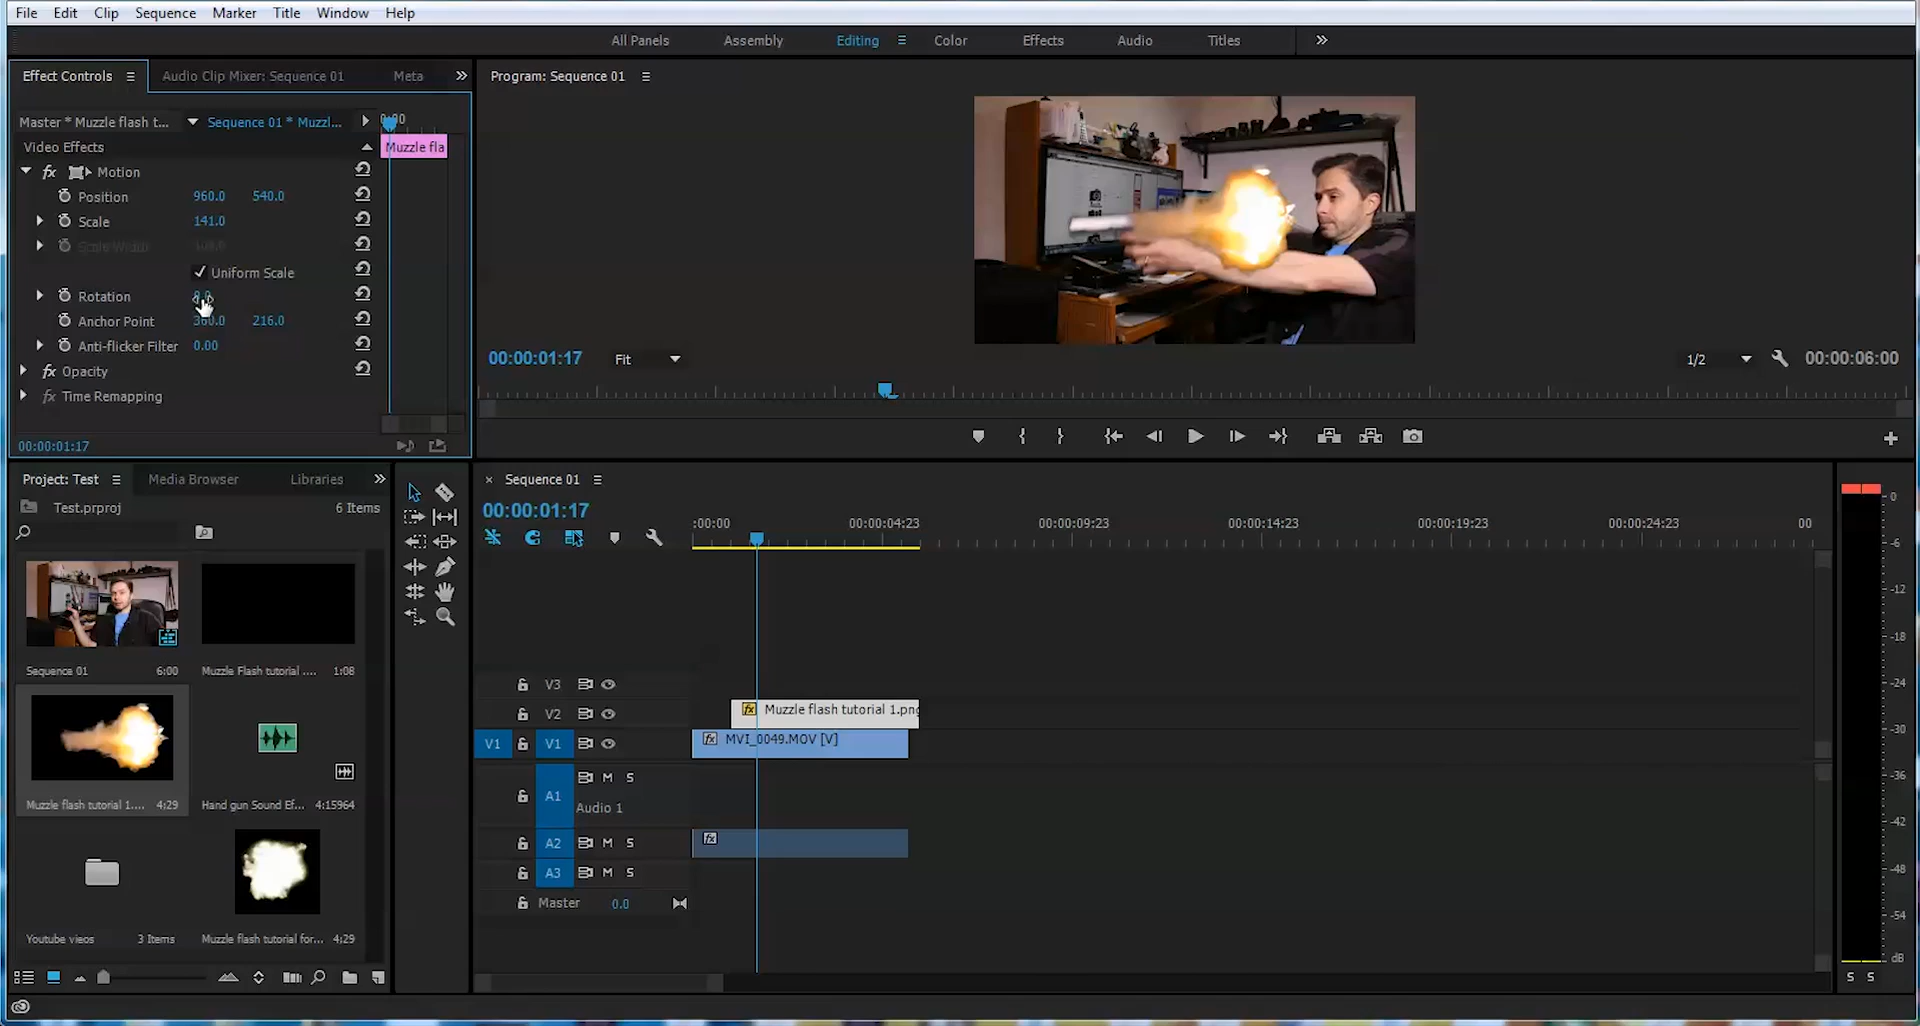 File Edit Clip Sequence Marker Title Window Help
All Panels Assembly Editing Color Effects Audio Titles
Effect Controls Audio Clip Mixer: Sequence 01 Meta
Program: Sequence 01
Master * Muzzle flash t... Sequence 01 * Muzzl...
:00
Video Effects
Muzzle fla
fx Motion
Position 960.0 540.0
Scale 141.0
Scale Width 100.0
Uniform Scale
Rotation
Anchor Point 360.0 216.0
Anti-flicker Filter 0.00
fx Opacity
fx Time Remapping
00:00:01:17
00:00:01:17 Fit 1/2 00:00:06:00
Project: Test Media Browser Libraries
Test.prproj 6 Items
Sequence 01 6:00
Muzzle Flash tutorial .... 1:08
Muzzle flash tutorial 1.... 4;29
Hand gun Sound Ef... 4:15964
Youtube vieos 3 Items
Muzzle flash tutorial for... 4;29
Sequence 01
00:00:01:17
:00:00 00:00:04:23 00:00:09:23 00:00:14:23 00:00:19:23 00:00:24:23 00
V3
V2 fx Muzzle flash tutorial 1.png
V1 V1 fx MVI_0049.MOV [V]
A1 M S
Audio 1
A2 M S fx
A3 M S
Master 0.0
0
-6
-12
-18
-24
-30
-36
-42
-48
-54
dB
S S